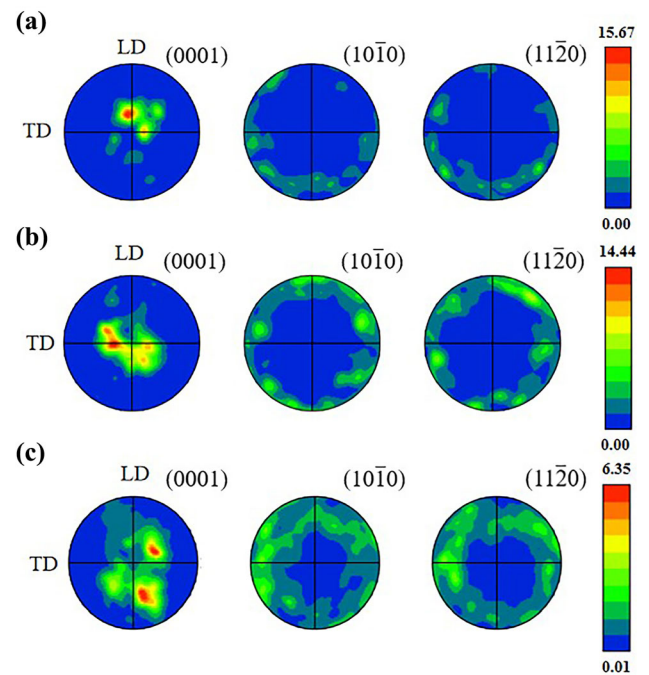 (a)
LD
(0001)
(101̅0)
(112̅0)
15.67
TD
0.00
(b)
LD
(0001)
(101̅0)
(112̅0)
14.44
TD
0.00
(c)
LD
(0001)
(101̅0)
(112̅0)
6.35
TD
0.01